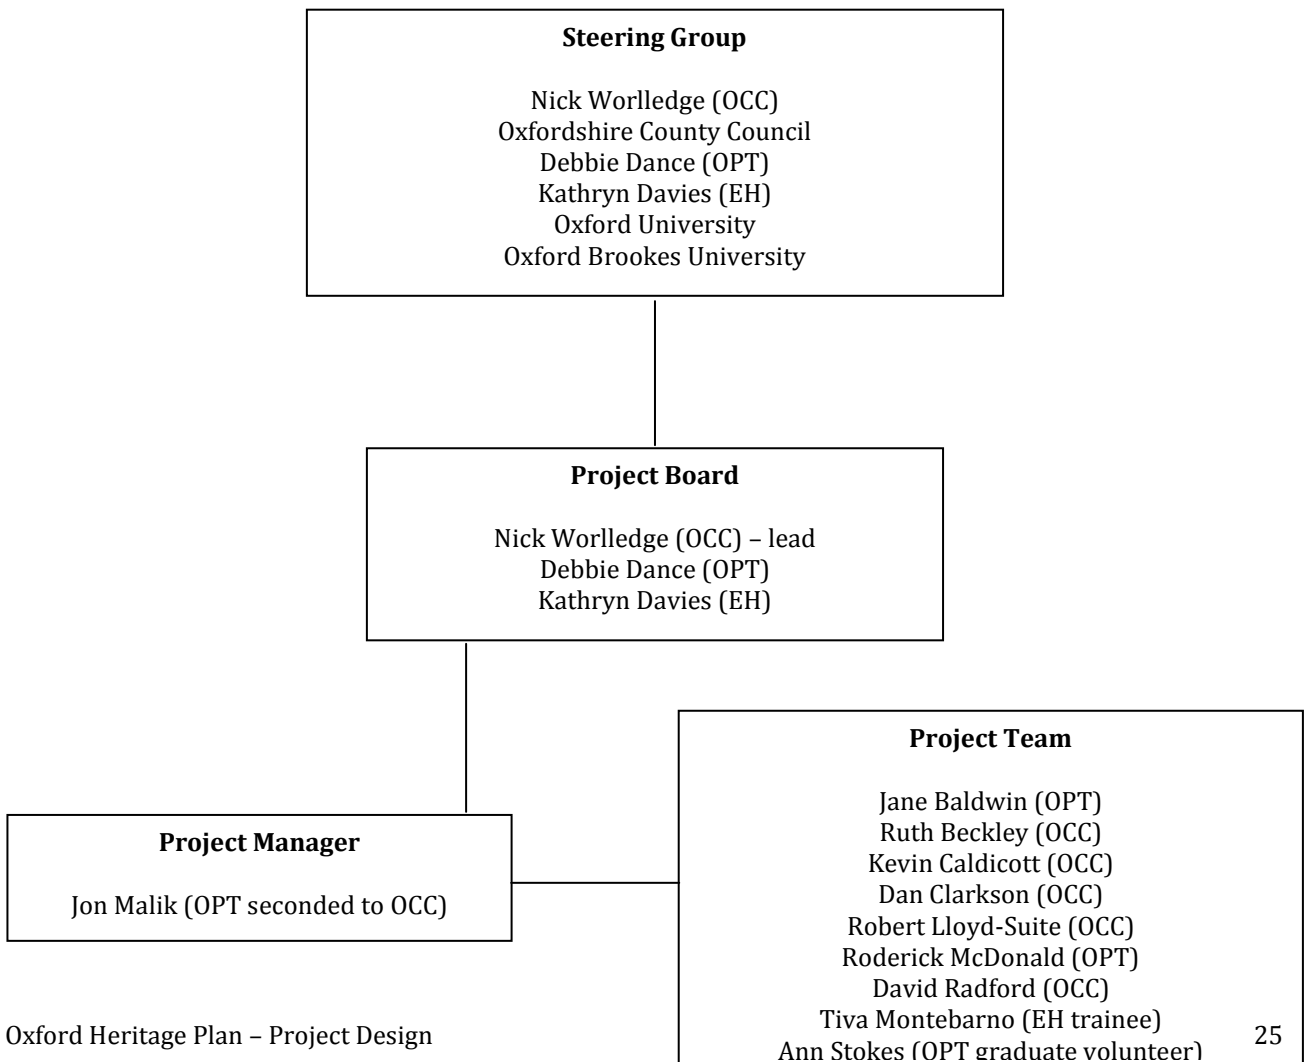 Steering Group
Nick Worlledge (OCC)
Oxfordshire County Council
Debbie Dance (OPT)
Kathryn Davies (EH)
Oxford University
Oxford Brookes University
Project Board
Nick Worlledge (OCC) – lead
Debbie Dance (OPT)
Kathryn Davies (EH)
Project Manager
Jon Malik (OPT seconded to OCC)
Project Team
Jane Baldwin (OPT)
Ruth Beckley (OCC)
Kevin Caldicott (OCC)
Dan Clarkson (OCC)
Robert Lloyd-Suite (OCC)
Roderick McDonald (OPT)
David Radford (OCC)
Tiva Montebarno (EH trainee)
Ann Stokes (OPT graduate volunteer)
Oxford Heritage Plan – Project Design
25